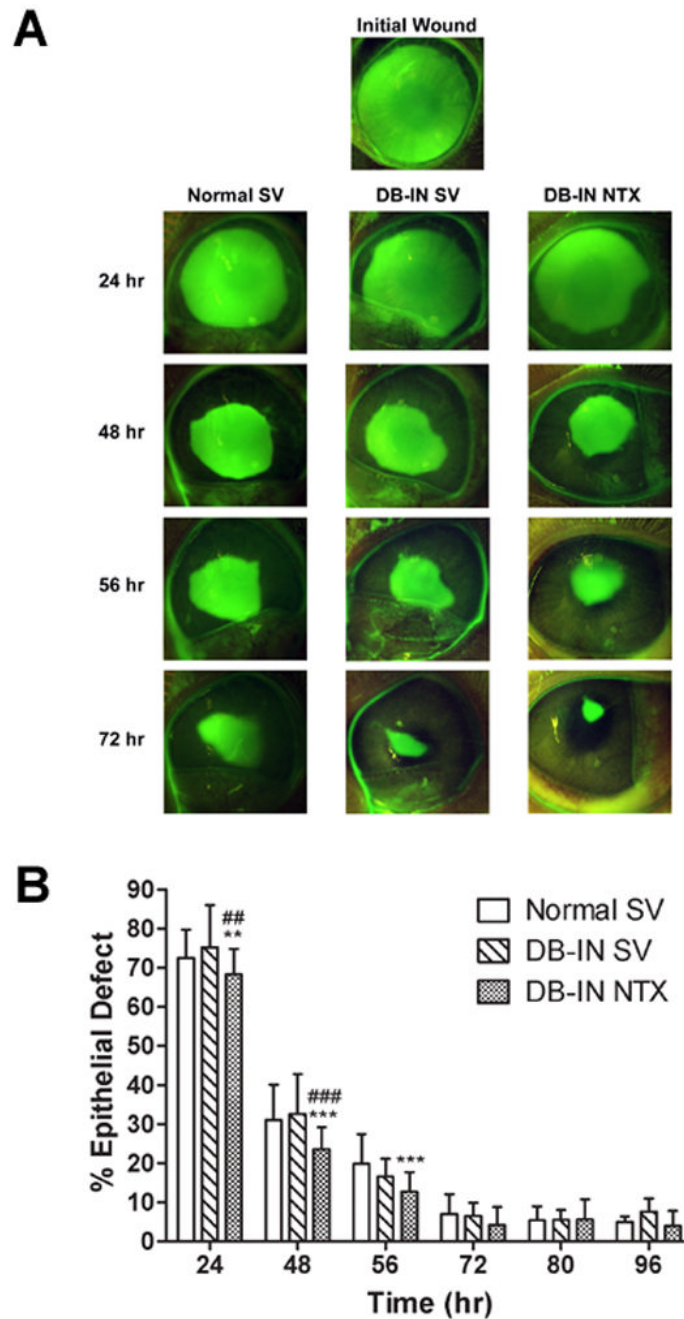 A
Initial Wound
Normal SV DB-IN SV DB-IN NTX
24 hr
48 hr
56 hr
72 hr
B
% Epithelial Defect
90
80
70
60
50
40
30
20
10
0
##
**
###
***
***
Normal SV
DB-IN SV
DB-IN NTX
24 48 56 72 80 96
Time (hr)